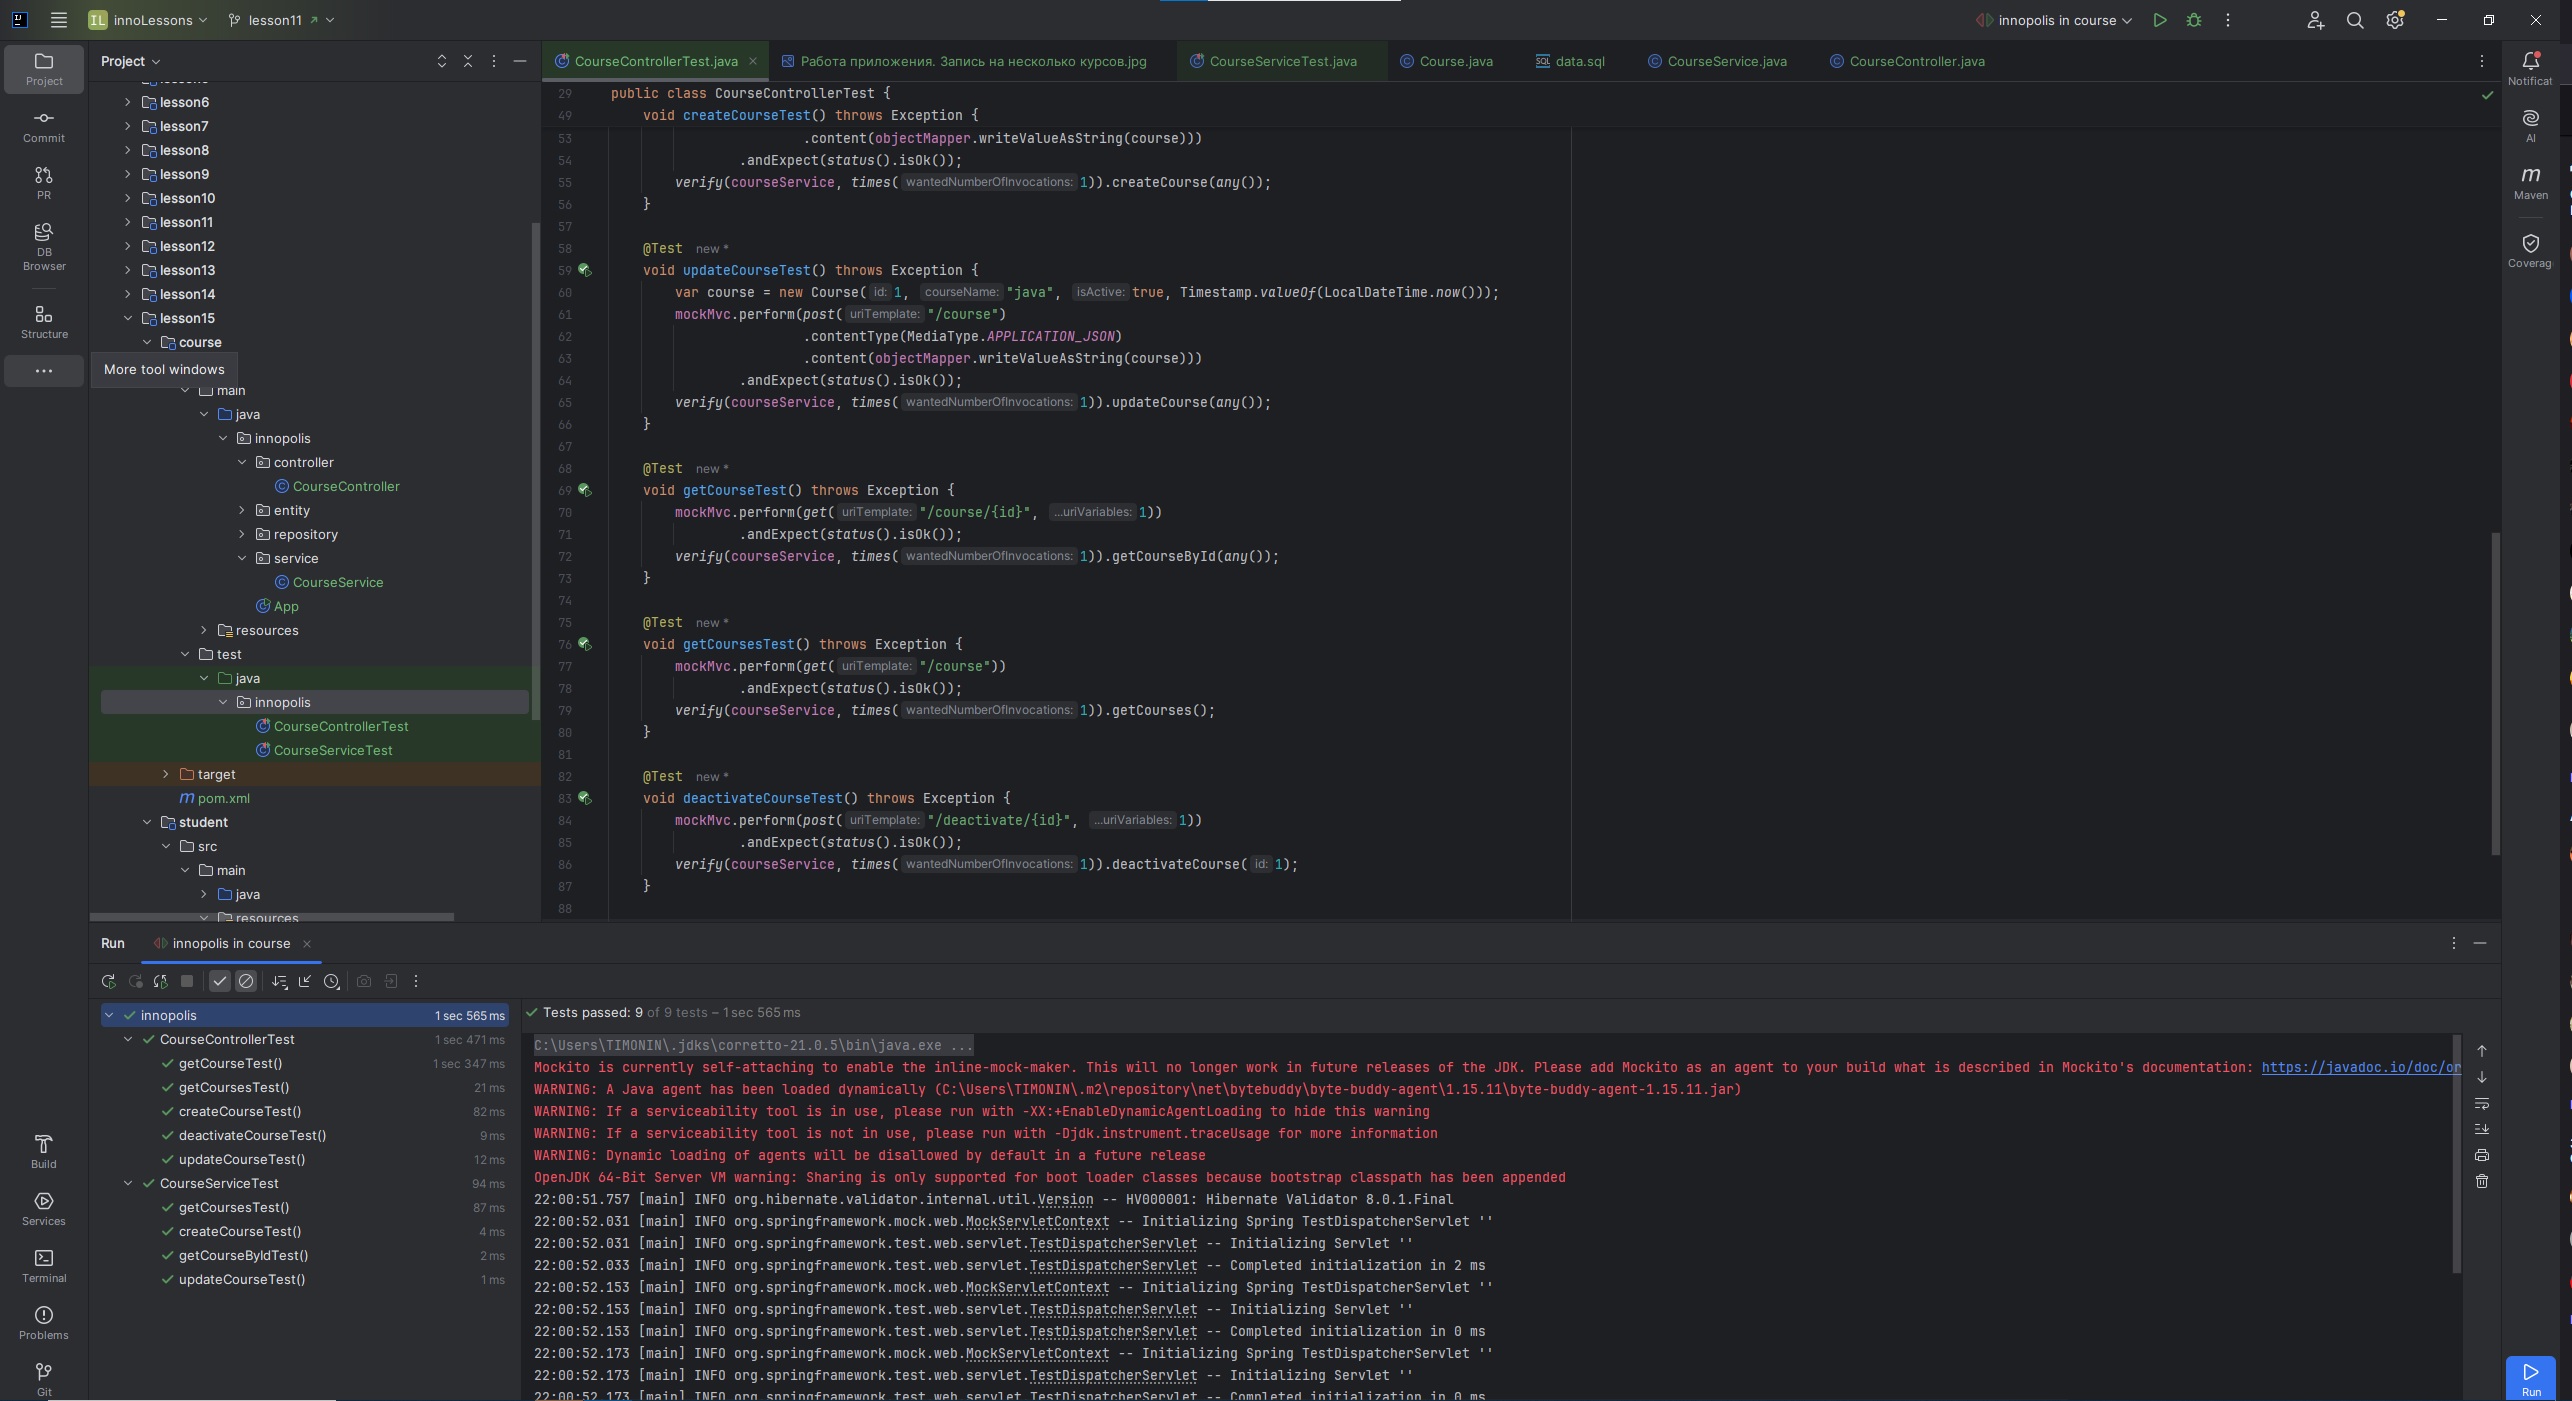 IL innoLessons lesson11 innopolis in course
Project
Commit
PR
DB Browser
Structure
More tool windows
Build
Services
Terminal
Problems
Git
Project
lesson6
lesson7
lesson8
lesson9
lesson10
lesson11
lesson12
lesson13
lesson14
lesson15
course
main
java
innopolis
controller
CourseController
entity
repository
service
CourseService
App
resources
test
java
innopolis
CourseControllerTest
CourseServiceTest
target
pom.xml
student
src
main
java
resources
CourseControllerTest.java Работа приложения. Запись на несколько курсов.jpg CourseServiceTest.java Course.java data.sql CourseService.java CourseController.java
29 public class CourseControllerTest {
49 void createCourseTest() throws Exception {
53 .content(objectMapper.writeValueAsString(course)))
54 .andExpect(status().isOk());
55 verify(courseService, times( wantedNumberOfInvocations: 1)).createCourse(any());
56 }
57
58 @Test new *
59 void updateCourseTest() throws Exception {
60 var course = new Course( id: 1, courseName: "java", isActive: true, Timestamp.valueOf(LocalDateTime.now()));
61 mockMvc.perform(post( uriTemplate: "/course")
62 .contentType(MediaType.APPLICATION_JSON)
63 .content(objectMapper.writeValueAsString(course)))
64 .andExpect(status().isOk());
65 verify(courseService, times( wantedNumberOfInvocations: 1)).updateCourse(any());
66 }
67
68 @Test new *
69 void getCourseTest() throws Exception {
70 mockMvc.perform(get( uriTemplate: "/course/{id}", ...uriVariables: 1))
71 .andExpect(status().isOk());
72 verify(courseService, times( wantedNumberOfInvocations: 1)).getCourseById(any());
73 }
74
75 @Test new *
76 void getCoursesTest() throws Exception {
77 mockMvc.perform(get( uriTemplate: "/course"))
78 .andExpect(status().isOk());
79 verify(courseService, times( wantedNumberOfInvocations: 1)).getCourses();
80 }
81
82 @Test new *
83 void deactivateCourseTest() throws Exception {
84 mockMvc.perform(post( uriTemplate: "/deactivate/{id}", ...uriVariables: 1))
85 .andExpect(status().isOk());
86 verify(courseService, times( wantedNumberOfInvocations: 1)).deactivateCourse( id: 1);
87 }
88
Notificat
AI
Maven
Coverag
Run
Run innopolis in course
innopolis 1 sec 565 ms
CourseControllerTest 1 sec 471 ms
getCourseTest() 1 sec 347 ms
getCoursesTest() 21 ms
createCourseTest() 82 ms
deactivateCourseTest() 9 ms
updateCourseTest() 12 ms
CourseServiceTest 94 ms
getCoursesTest() 87 ms
createCourseTest() 4 ms
getCourseByIdTest() 2 ms
updateCourseTest() 1 ms
Tests passed: 9 of 9 tests – 1 sec 565 ms
C:\Users\TIMONIN\.jdks\corretto-21.0.5\bin\java.exe ...
Mockito is currently self-attaching to enable the inline-mock-maker. This will no longer work in future releases of the JDK. Please add Mockito as an agent to your build what is described in Mockito's documentation: https://javadoc.io/doc/or
WARNING: A Java agent has been loaded dynamically (C:\Users\TIMONIN\.m2\repository\net\bytebuddy\byte-buddy-agent\1.15.11\byte-buddy-agent-1.15.11.jar)
WARNING: If a serviceability tool is in use, please run with -XX:+EnableDynamicAgentLoading to hide this warning
WARNING: If a serviceability tool is not in use, please run with -Djdk.instrument.traceUsage for more information
WARNING: Dynamic loading of agents will be disallowed by default in a future release
OpenJDK 64-Bit Server VM warning: Sharing is only supported for boot loader classes because bootstrap classpath has been appended
22:00:51.757 [main] INFO org.hibernate.validator.internal.util.Version -- HV000001: Hibernate Validator 8.0.1.Final
22:00:52.031 [main] INFO org.springframework.mock.web.MockServletContext -- Initializing Spring TestDispatcherServlet ''
22:00:52.031 [main] INFO org.springframework.test.web.servlet.TestDispatcherServlet -- Initializing Servlet ''
22:00:52.033 [main] INFO org.springframework.test.web.servlet.TestDispatcherServlet -- Completed initialization in 2 ms
22:00:52.153 [main] INFO org.springframework.mock.web.MockServletContext -- Initializing Spring TestDispatcherServlet ''
22:00:52.153 [main] INFO org.springframework.test.web.servlet.TestDispatcherServlet -- Initializing Servlet ''
22:00:52.153 [main] INFO org.springframework.test.web.servlet.TestDispatcherServlet -- Completed initialization in 0 ms
22:00:52.173 [main] INFO org.springframework.mock.web.MockServletContext -- Initializing Spring TestDispatcherServlet ''
22:00:52.173 [main] INFO org.springframework.test.web.servlet.TestDispatcherServlet -- Initializing Servlet ''
22:00:52.173 [main] INFO org.springframework.test.web.servlet.TestDispatcherServlet -- Completed initialization in 0 ms